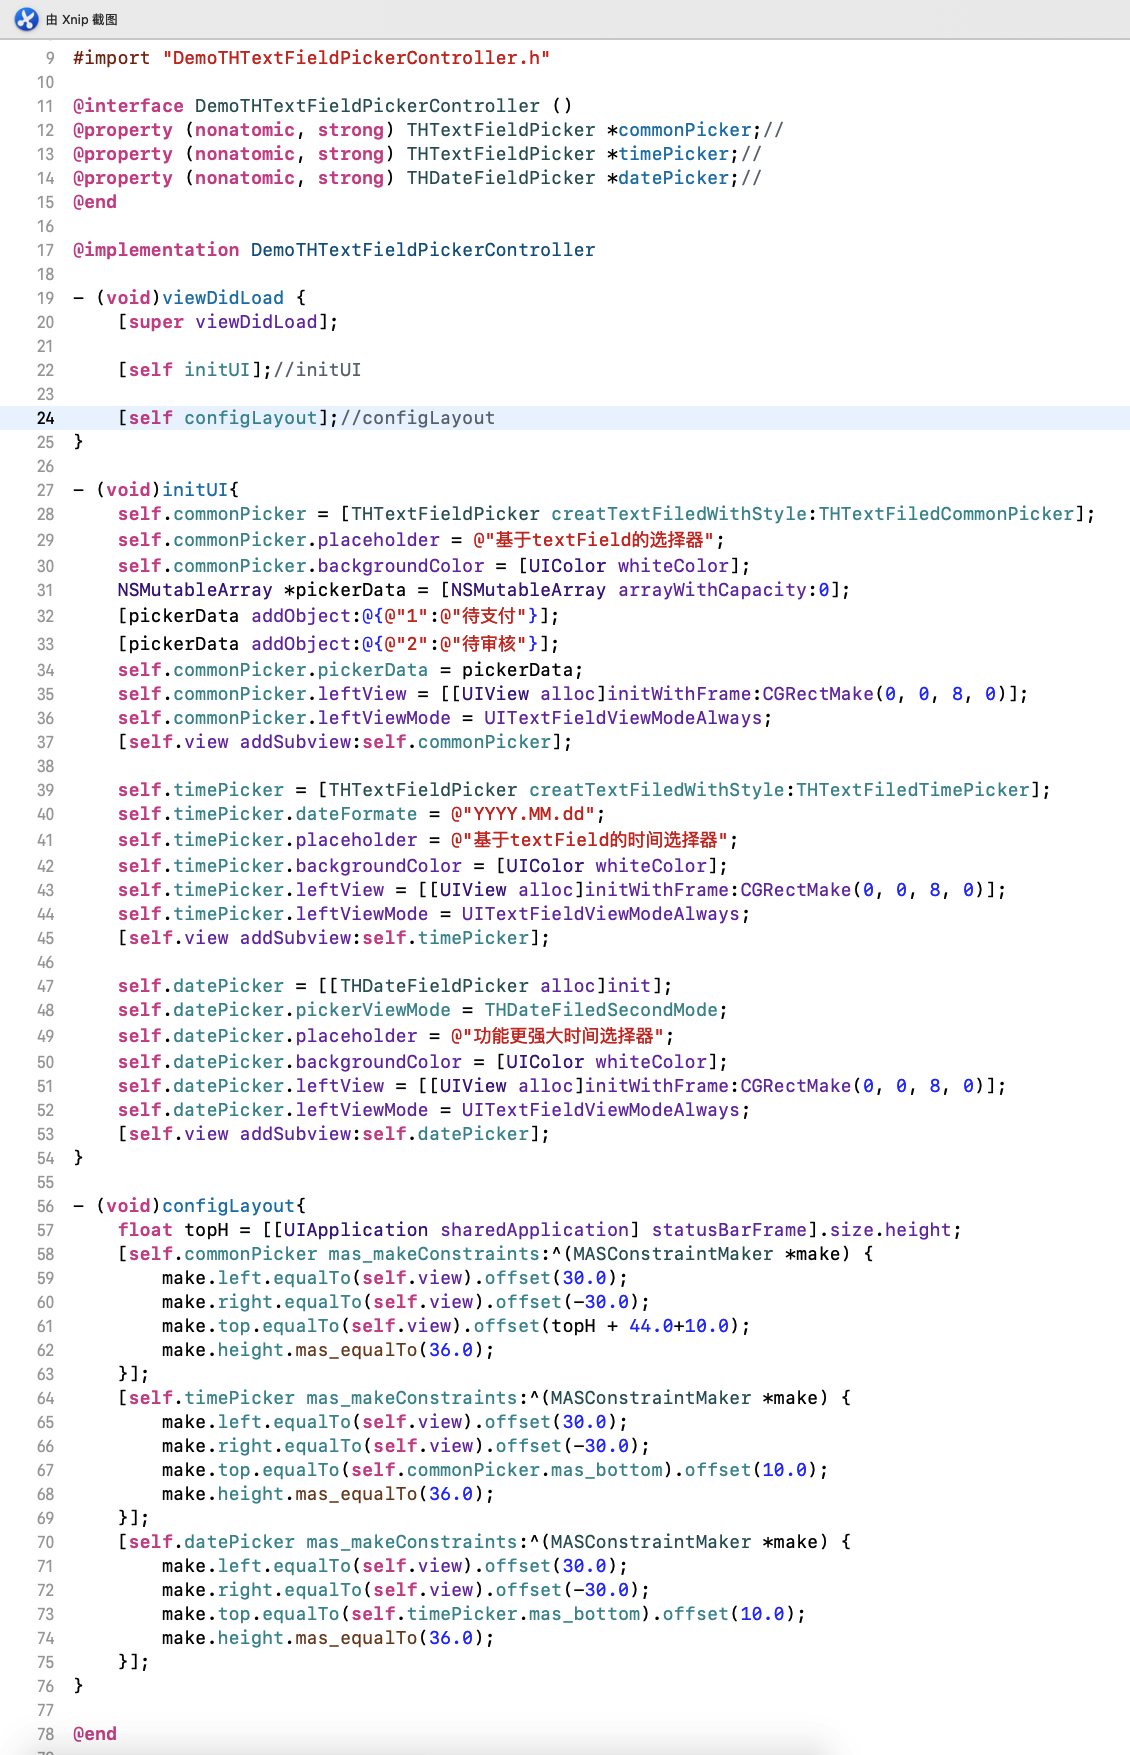 由 Xnip 截图
9 #import "DemoTHTextFieldPickerController.h"
10
11 @interface DemoTHTextFieldPickerController ()
12 @property (nonatomic, strong) THTextFieldPicker *commonPicker;//
13 @property (nonatomic, strong) THTextFieldPicker *timePicker;//
14 @property (nonatomic, strong) THDateFieldPicker *datePicker;//
15 @end
16
17 @implementation DemoTHTextFieldPickerController
18
19 - (void)viewDidLoad {
20     [super viewDidLoad];
21
22     [self initUI];//initUI
23
24     [self configLayout];//configLayout
25 }
26
27 - (void)initUI{
28     self.commonPicker = [THTextFieldPicker creatTextFiledWithStyle:THTextFiledCommonPicker];
29     self.commonPicker.placeholder = @"基于textField的选择器";
30     self.commonPicker.backgroundColor = [UIColor whiteColor];
31     NSMutableArray *pickerData = [NSMutableArray arrayWithCapacity:0];
32     [pickerData addObject:@{@"1":@"待支付"}];
33     [pickerData addObject:@{@"2":@"待审核"}];
34     self.commonPicker.pickerData = pickerData;
35     self.commonPicker.leftView = [[UIView alloc]initWithFrame:CGRectMake(0, 0, 8, 0)];
36     self.commonPicker.leftViewMode = UITextFieldViewModeAlways;
37     [self.view addSubview:self.commonPicker];
38
39     self.timePicker = [THTextFieldPicker creatTextFiledWithStyle:THTextFiledTimePicker];
40     self.timePicker.dateFormate = @"YYYY.MM.dd";
41     self.timePicker.placeholder = @"基于textField的时间选择器";
42     self.timePicker.backgroundColor = [UIColor whiteColor];
43     self.timePicker.leftView = [[UIView alloc]initWithFrame:CGRectMake(0, 0, 8, 0)];
44     self.timePicker.leftViewMode = UITextFieldViewModeAlways;
45     [self.view addSubview:self.timePicker];
46
47     self.datePicker = [[THDateFieldPicker alloc]init];
48     self.datePicker.pickerViewMode = THDateFiledSecondMode;
49     self.datePicker.placeholder = @"功能更强大时间选择器";
50     self.datePicker.backgroundColor = [UIColor whiteColor];
51     self.datePicker.leftView = [[UIView alloc]initWithFrame:CGRectMake(0, 0, 8, 0)];
52     self.datePicker.leftViewMode = UITextFieldViewModeAlways;
53     [self.view addSubview:self.datePicker];
54 }
55
56 - (void)configLayout{
57     float topH = [[UIApplication sharedApplication] statusBarFrame].size.height;
58     [self.commonPicker mas_makeConstraints:^(MASConstraintMaker *make) {
59         make.left.equalTo(self.view).offset(30.0);
60         make.right.equalTo(self.view).offset(-30.0);
61         make.top.equalTo(self.view).offset(topH + 44.0+10.0);
62         make.height.mas_equalTo(36.0);
63     }];
64     [self.timePicker mas_makeConstraints:^(MASConstraintMaker *make) {
65         make.left.equalTo(self.view).offset(30.0);
66         make.right.equalTo(self.view).offset(-30.0);
67         make.top.equalTo(self.commonPicker.mas_bottom).offset(10.0);
68         make.height.mas_equalTo(36.0);
69     }];
70     [self.datePicker mas_makeConstraints:^(MASConstraintMaker *make) {
71         make.left.equalTo(self.view).offset(30.0);
72         make.right.equalTo(self.view).offset(-30.0);
73         make.top.equalTo(self.timePicker.mas_bottom).offset(10.0);
74         make.height.mas_equalTo(36.0);
75     }];
76 }
77
78 @end